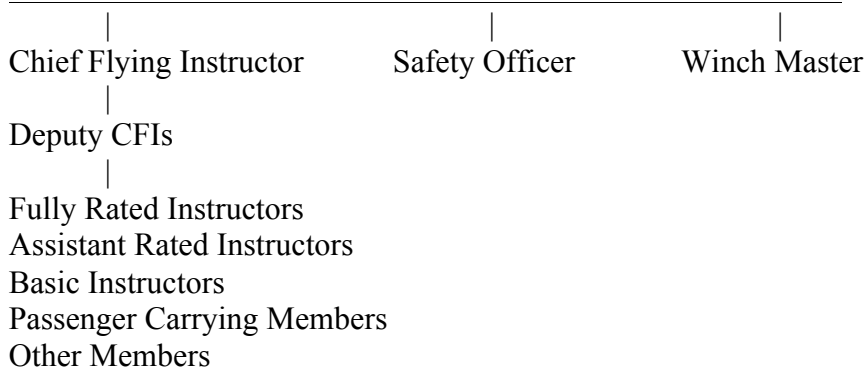 Chief Flying Instructor Safety Officer Winch Master
Deputy CFIs
Fully Rated Instructors
Assistant Rated Instructors
Basic Instructors
Passenger Carrying Members
Other Members